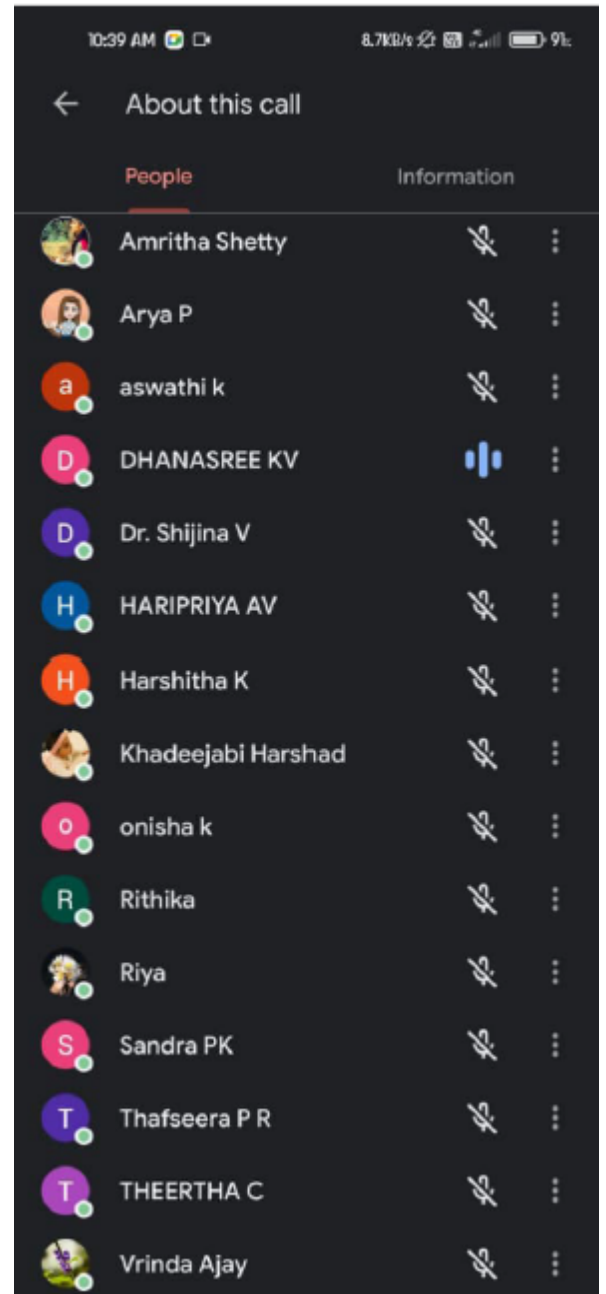 10:39 AM 8.7KB/s 91%
About this call
People Information
Amritha Shetty
Arya P
a aswathi k
D DHANASREE KV
D Dr. Shijina V
H HARIPRIYA AV
H Harshitha K
Khadeejabi Harshad
o onisha k
R Rithika
Riya
S Sandra PK
T Thafseera P R
T THEERTHA C
Vrinda Ajay